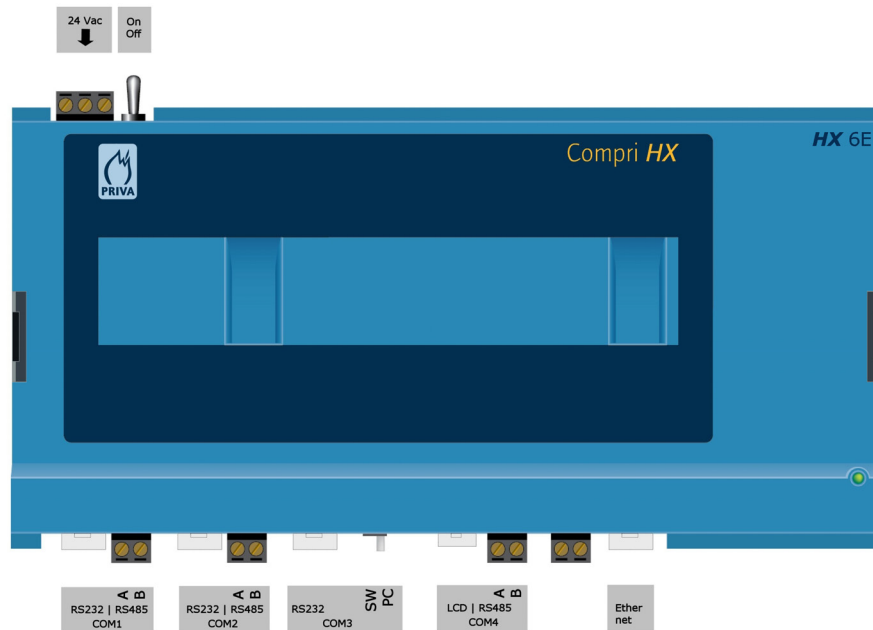 24 Vac
On
Off
HX 6E
Compri HX
PRIVA
A B
RS232 | RS485
COM1
A B
RS232 | RS485
COM2
SW
PC
RS232
COM3
A B
LCD | RS485
COM4
Ether
net